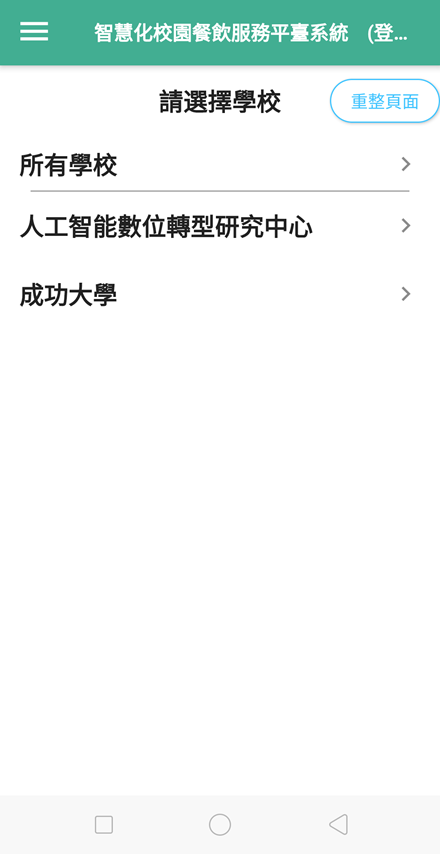 智慧化校園餐飲服務平臺系統 (登...
請選擇學校
重整頁面
所有學校
人工智能數位轉型研究中心
成功大學